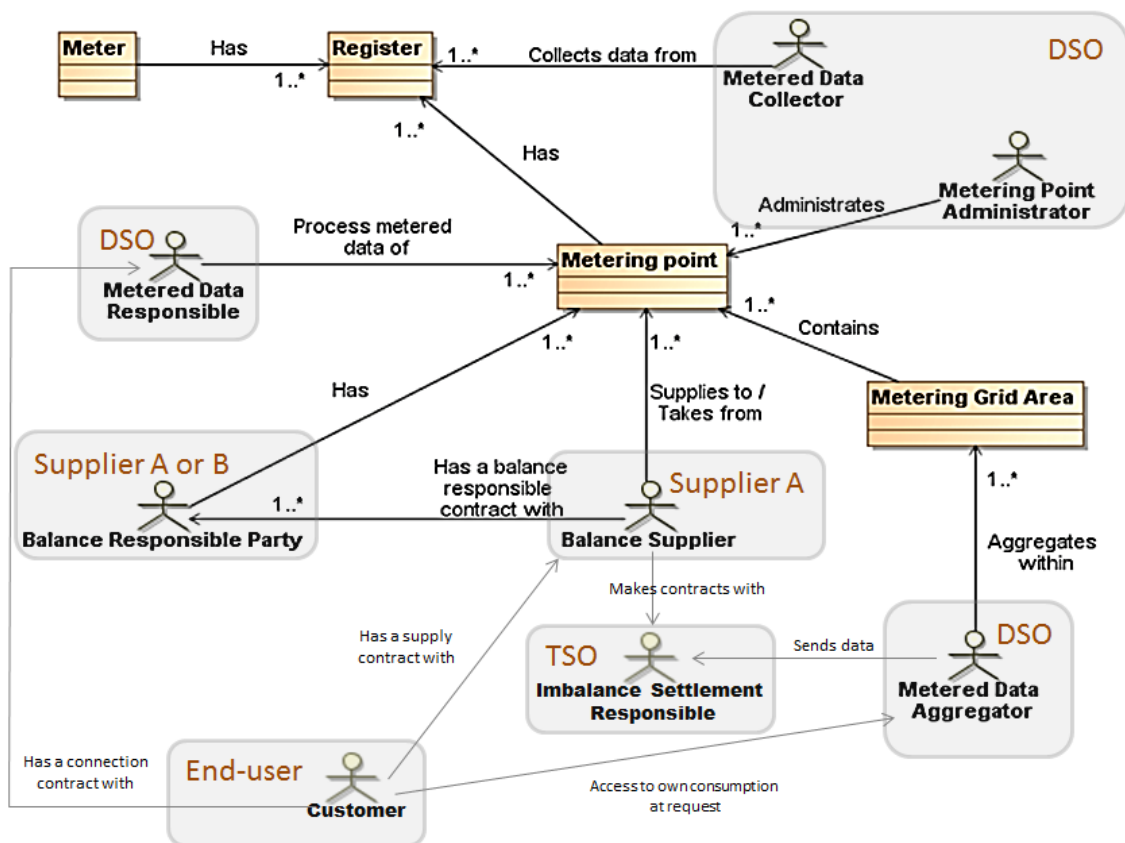 Meter
Has
1..*
Register
1..*
Collects data from
Metered Data
Collector
DSO
1..*
Has
Metering Point
Administrator
Administrates
1..*
DSO
Metered Data
Responsible
Process metered
data of
1..*
Metering point
1..*
Contains
1..*
Has
1..*
Supplies to /
Takes from
Metering Grid Area
1..*
Supplier A or B
Balance Responsible Party
1..*
Has a balance
responsible
contract with
Supplier A
Balance Supplier
Aggregates
within
Makes contracts with
Has a supply
contract with
TSO
Imbalance Settlement
Responsible
Sends data
DSO
Metered Data
Aggregator
Has a connection
contract with
End-user
Customer
Access to own consumption
at request